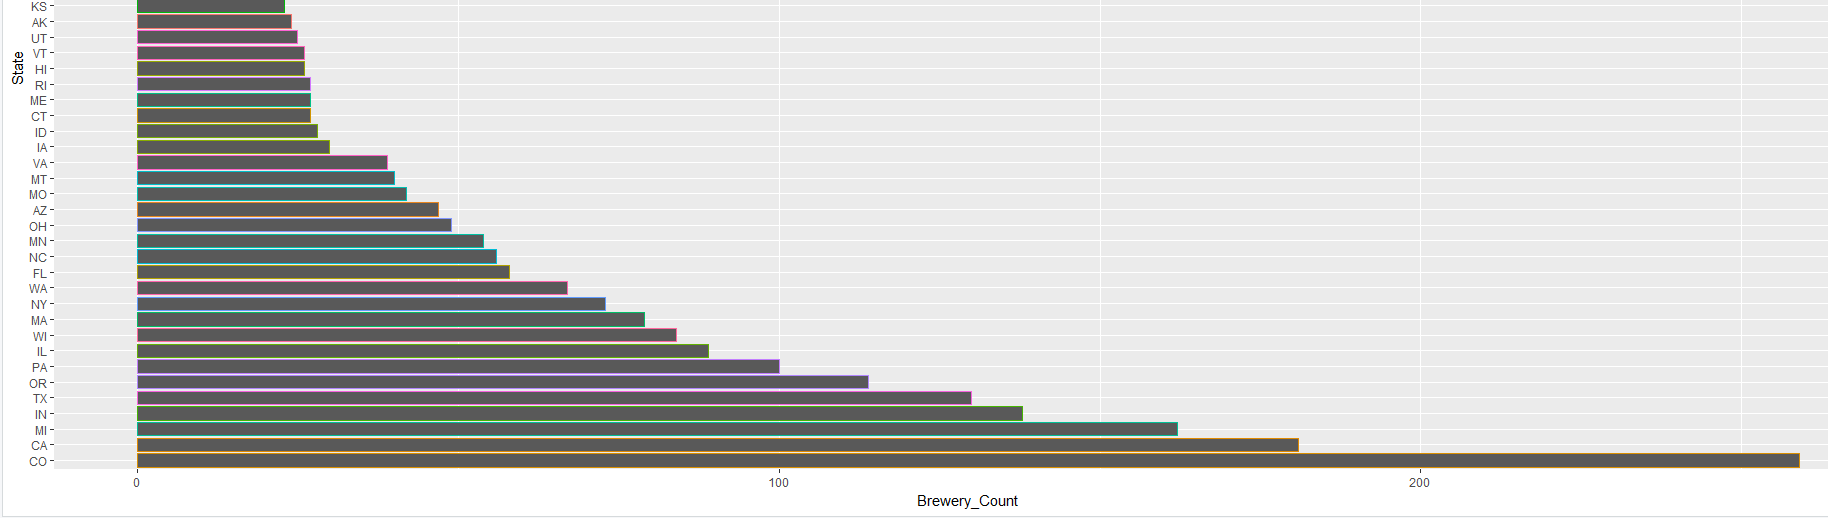 State
KS
AK
UT
VT
HI
RI
ME
CT
ID
IA
VA
MT
MO
AZ
OH
MN
NC
FL
WA
NY
MA
WI
IL
PA
OR
TX
IN
MI
CA
CO
0 100 200
Brewery_Count